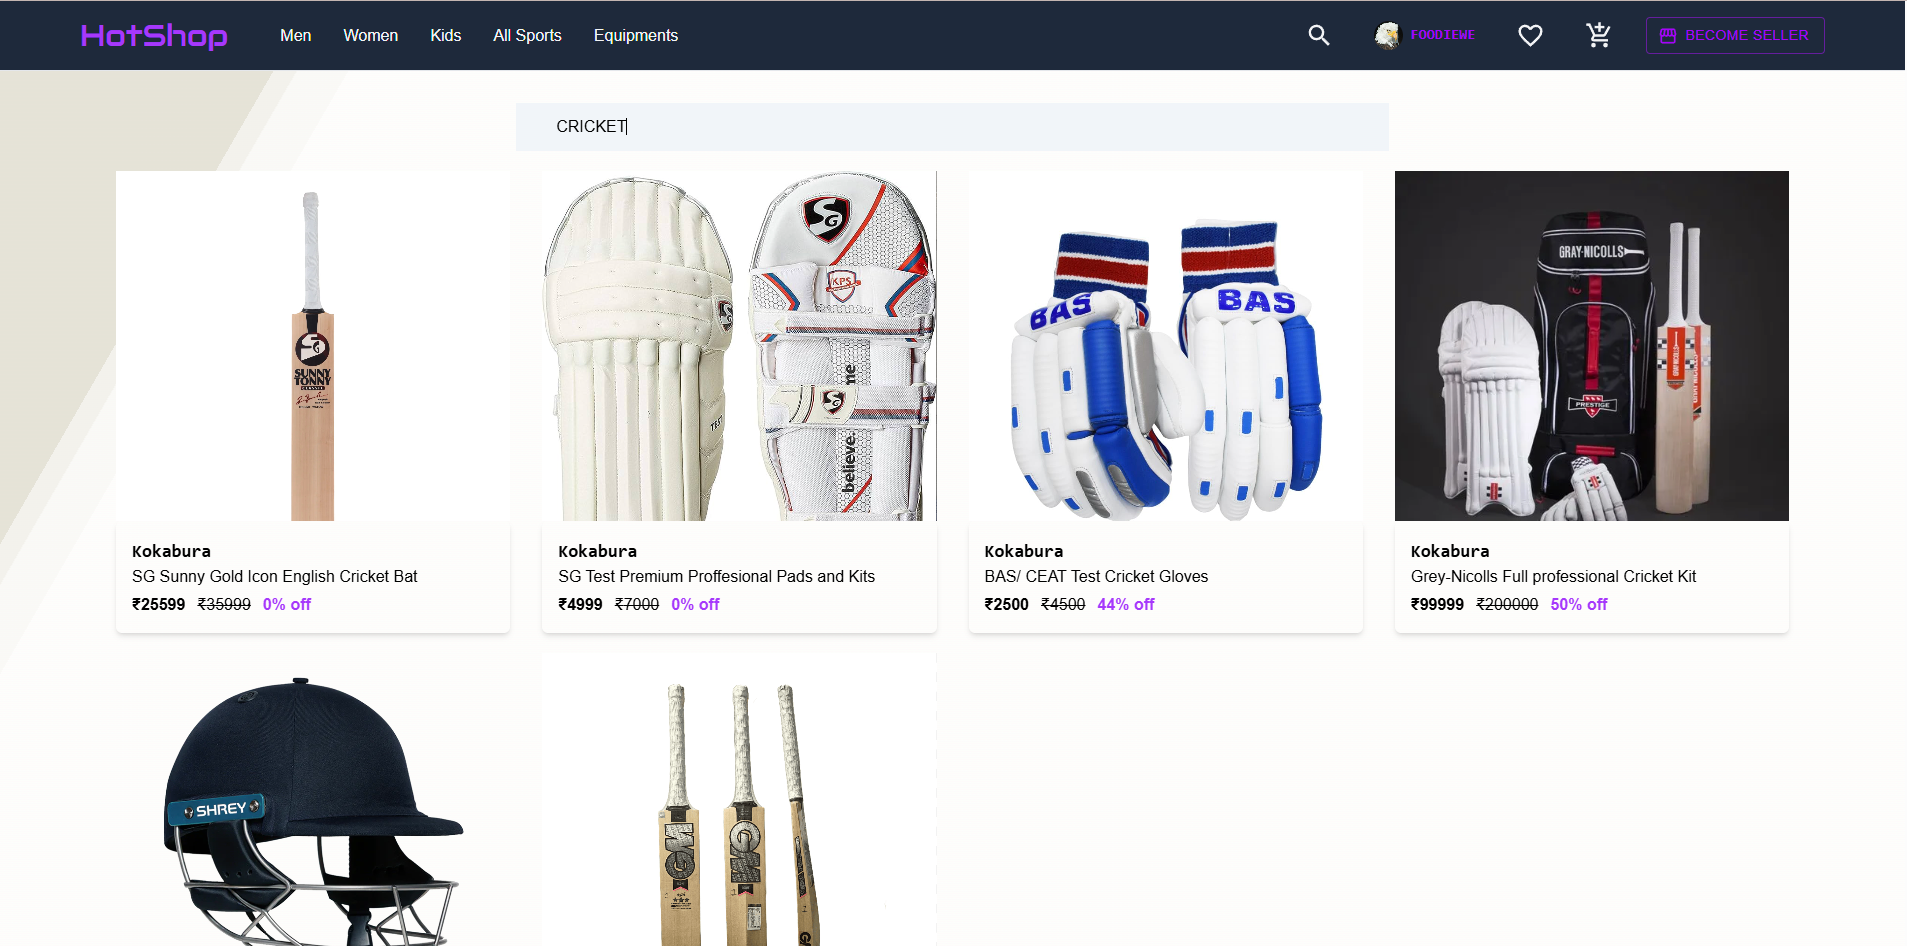 HotShop
Men
Women
Kids
All Sports
Equipments
FOODIEWE
BECOME SELLER
CRICKET
SG
SUNNY
TONNY
CLASSIC
SG
KPS
SG
SG
TEST
believe.
me
BAS
BAS
GRAY-NICOLLS
PRESTIGE
Kokabura
SG Sunny Gold Icon English Cricket Bat
₹25599 ₹35999 0% off
Kokabura
SG Test Premium Proffesional Pads and Kits
₹4999 ₹7000 0% off
Kokabura
BAS/ CEAT Test Cricket Gloves
₹2500 ₹4500 44% off
Kokabura
Grey-Nicolls Full professional Cricket Kit
₹99999 ₹200000 50% off
SHREY